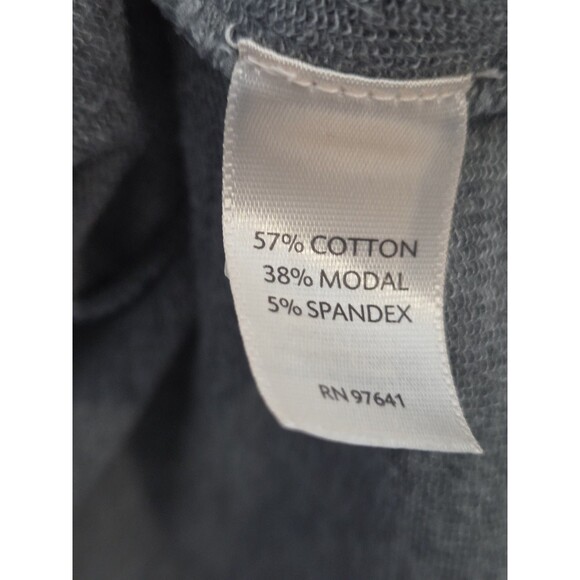 57% COTTON
38% MODAL
5% SPANDEX
RN 97641